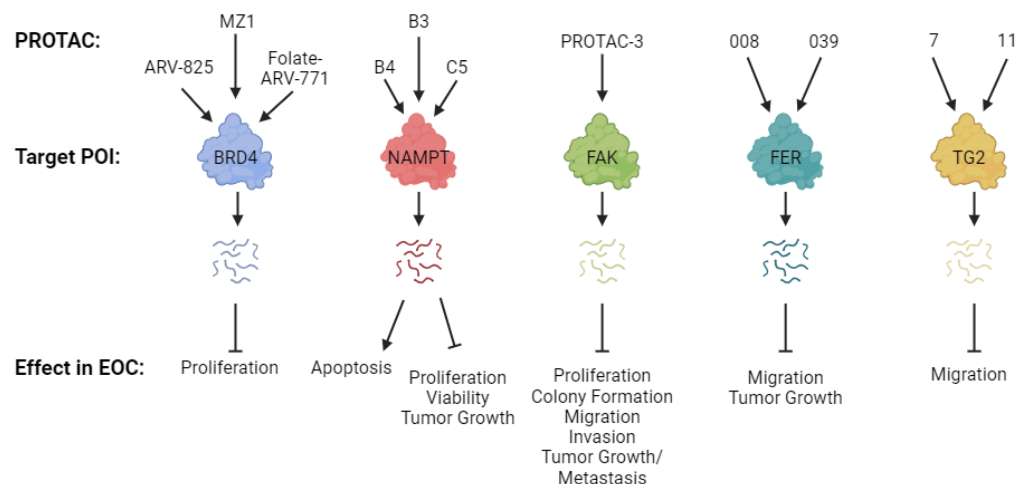 PROTAC:
MZ1
ARV-825
Folate-
ARV-771
B3
B4
C5
PROTAC-3
008
039
7
11
Target POI:
BRD4
NAMPT
FAK
FER
TG2
Effect in EOC:
Proliferation
Apoptosis
Proliferation
Viability
Tumor Growth
Proliferation
Colony Formation
Migration
Invasion
Tumor Growth/
Metastasis
Migration
Tumor Growth
Migration